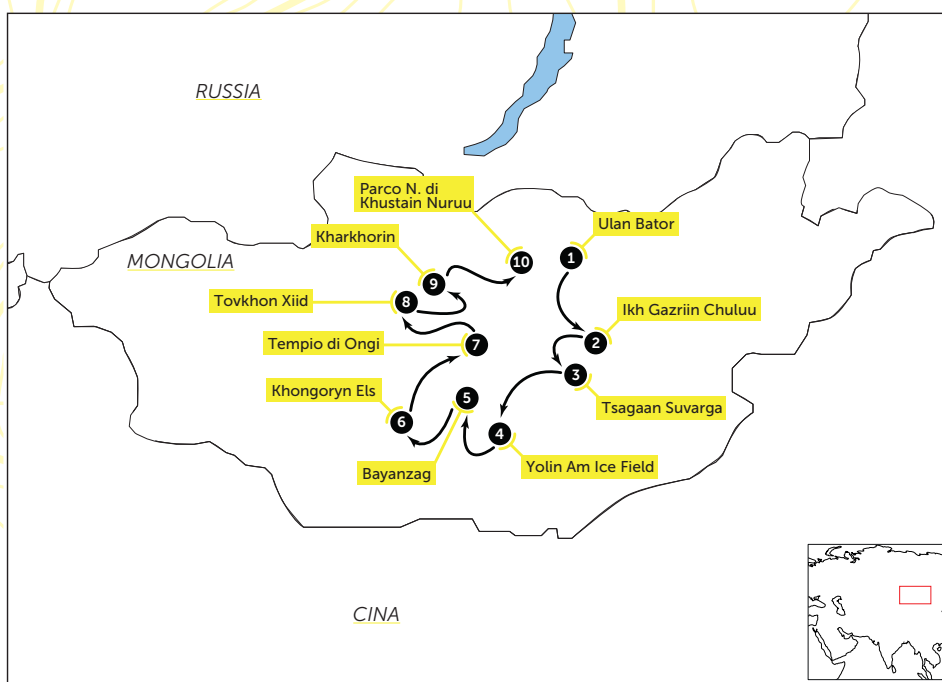 RUSSIA
Parco N. di
Khustain Nuruu
Ulan Bator
Kharkhorin
MONGOLIA
10
1
9
Tovkhon Xiid
8
Ikh Gazriin Chuluu
Tempio di Ongi
7
2
3
Khongoryn Els
5
Tsagaan Suvarga
6
4
Bayanzag
Yolin Am Ice Field
CINA